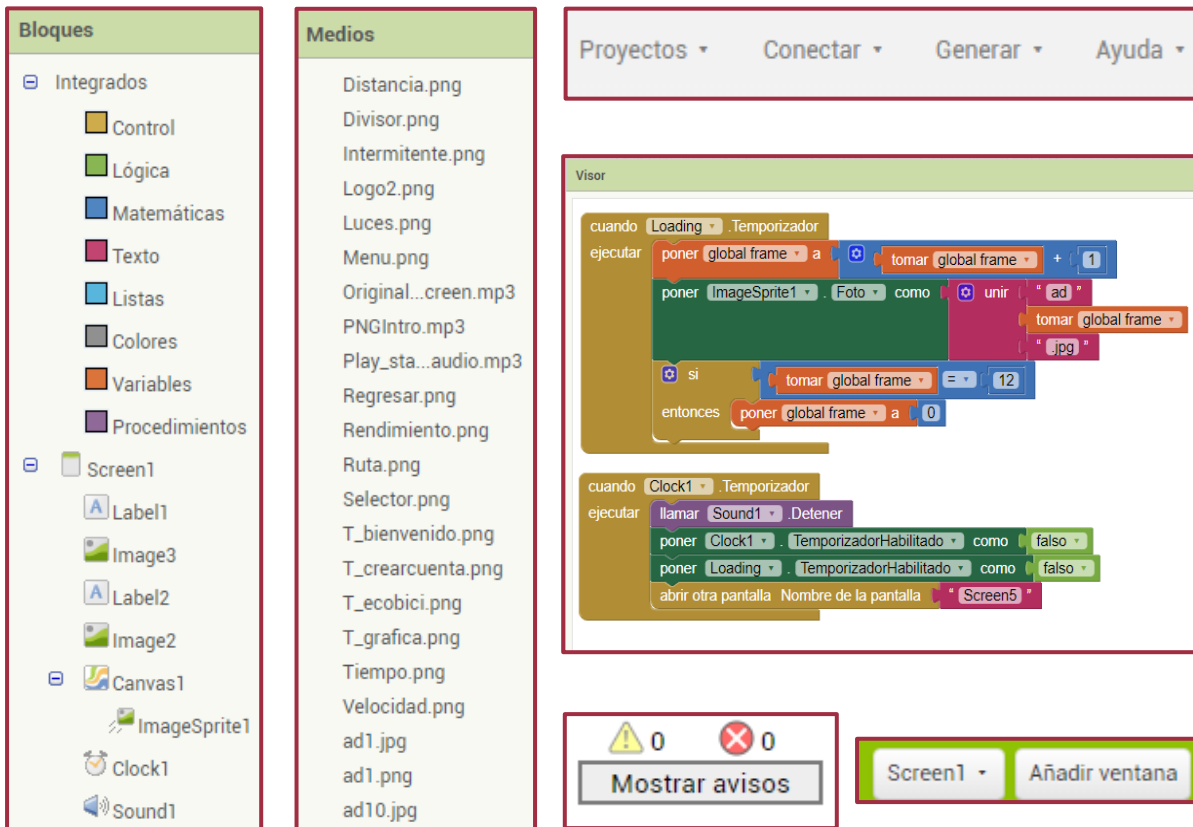 Bloques
Integrados
Control
Lógica
Matemáticas
Texto
Listas
Colores
Variables
Procedimientos
Screen1
Label1
Image3
Label2
Image2
Canvas1
ImageSprite1
Clock1
Sound1
Medios
Distancia.png
Divisor.png
Intermitente.png
Logo2.png
Luces.png
Menu.png
Original...creen.mp3
PNGIntro.mp3
Play_sta...audio.mp3
Regresar.png
Rendimiento.png
Ruta.png
Selector.png
T_bienvenido.png
T_crearcuenta.png
T_ecobici.png
T_grafica.png
Tiempo.png
Velocidad.png
ad1.jpg
ad1.png
ad10.jpg
Proyectos Conectar Generar Ayuda
Visor
cuando Loading .Temporizador
ejecutar poner global frame a tomar global frame + 1
poner ImageSprite1 . Foto como unir " ad "
tomar global frame
" .jpg "
si tomar global frame = 12
entonces poner global frame a 0
cuando Clock1 .Temporizador
ejecutar llamar Sound1 .Detener
poner Clock1 . TemporizadorHabilitado como falso
poner Loading . TemporizadorHabilitado como falso
abrir otra pantalla Nombre de la pantalla " Screen5 "
0 0
Mostrar avisos
Screen1 Añadir ventana